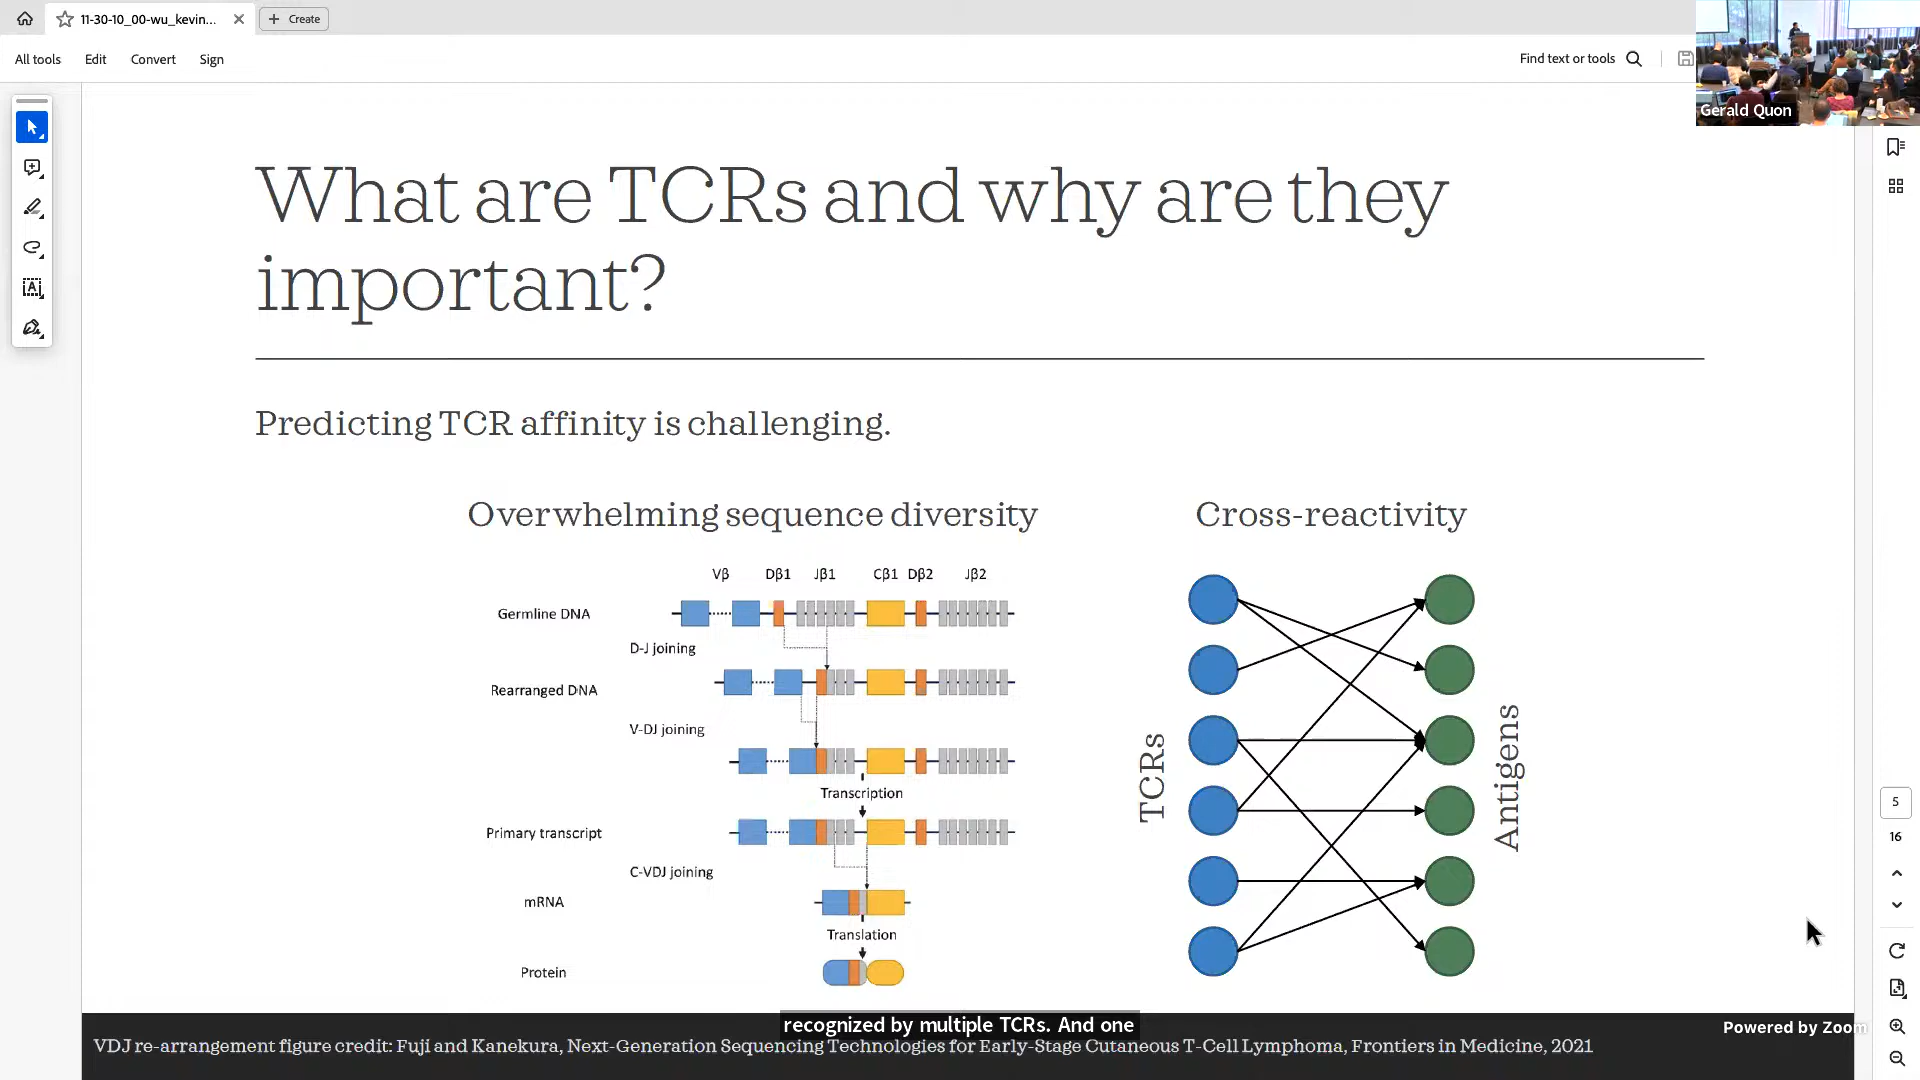 11-30-10_00-wu_kevin...
Create
All tools
Edit
Convert
Sign
Find text or tools
Gerald Quon
What are TCRs and why are they
important?
Predicting TCR affinity is challenging.
Overwhelming sequence diversity
Vβ Dβ1 Jβ1 Cβ1 Dβ2 Jβ2
Germline DNA
D-J joining
Rearranged DNA
V-DJ joining
Transcription
Primary transcript
C-VDJ joining
mRNA
Translation
Protein
Cross-reactivity
TCRs
Antigens
5
16
recognized by multiple TCRs. And one
Powered by Zoom
VDJ re-arrangement figure credit: Fuji and Kanekura, Next-Generation Sequencing Technologies for Early-Stage Cutaneous T-Cell Lymphoma, Frontiers in Medicine, 2021